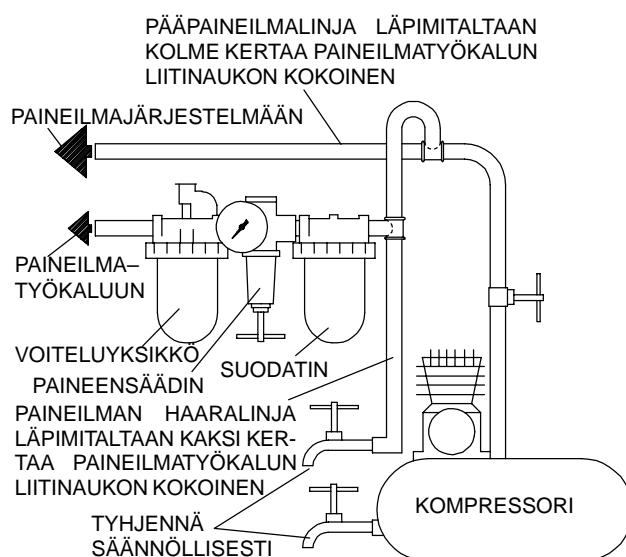 PÄÄPAINEILMALINJA LÄPIMITALTAAN
KOLME KERTAA PAINEILMATYÖKALUN
LIITINAUKON KOKOINEN
PAINEILMAJÄRJESTELMÄÄN
PAINEILMA–
TYÖKALUUN
VOITELUYKSIKKÖ
SUODATIN
PAINEENSÄÄDIN
PAINEILMAN HAARALINJA
LÄPIMITALTAAN KAKSI KER-
TAA PAINEILMATYÖKALUN
LIITINAUKON KOKOINEN
KOMPRESSORI
TYHJENNÄ
SÄÄNNÖLLISESTI